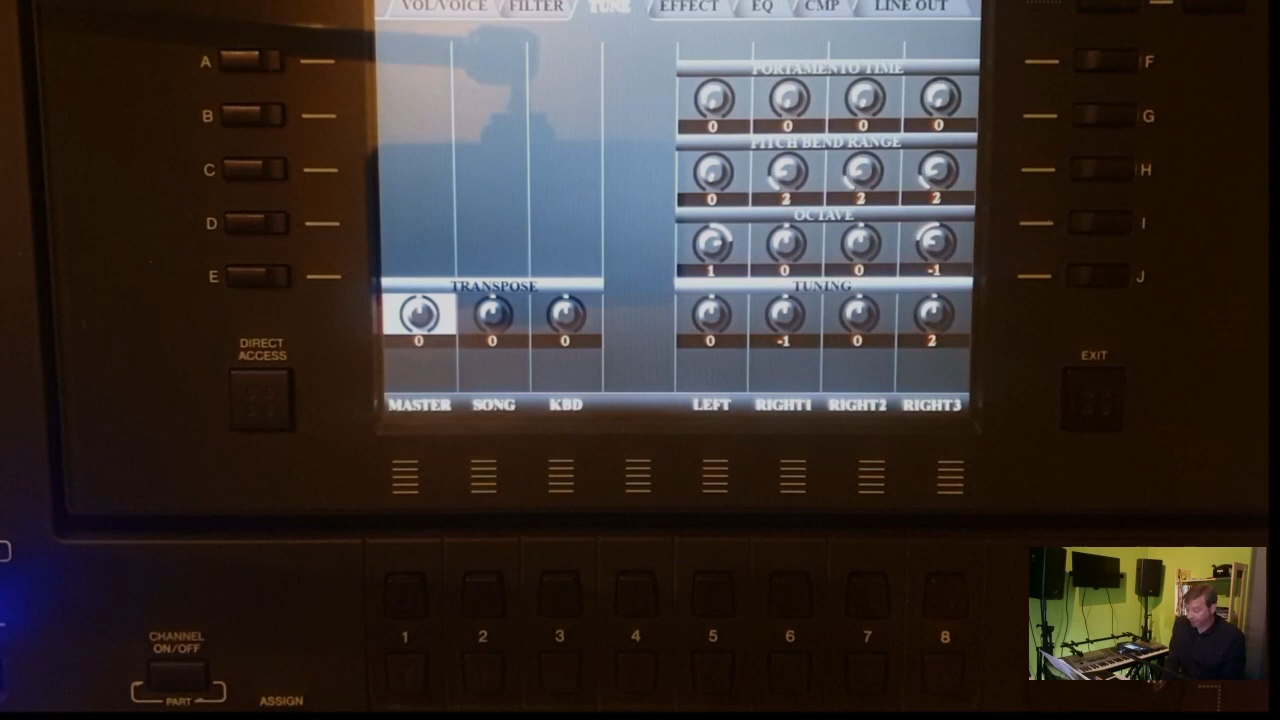 VOL/VOICE FILTER TUNE EFFECT EQ CMP LINE OUT
A F
PORTAMENTO TIME
0 0 0 0
B G
PITCH BEND RANGE
C H
0 2 2 2
OCTAVE
D I
1 0 0 -1
E J
TRANSPOSE TUNING
0 0 0 0 -1 0 2
DIRECT
ACCESS
EXIT
MASTER SONG KBD LEFT RIGHT1 RIGHT2 RIGHT3
1 2 3 4 5 6 7 8
CHANNEL
ON/OFF
PART
ASSIGN